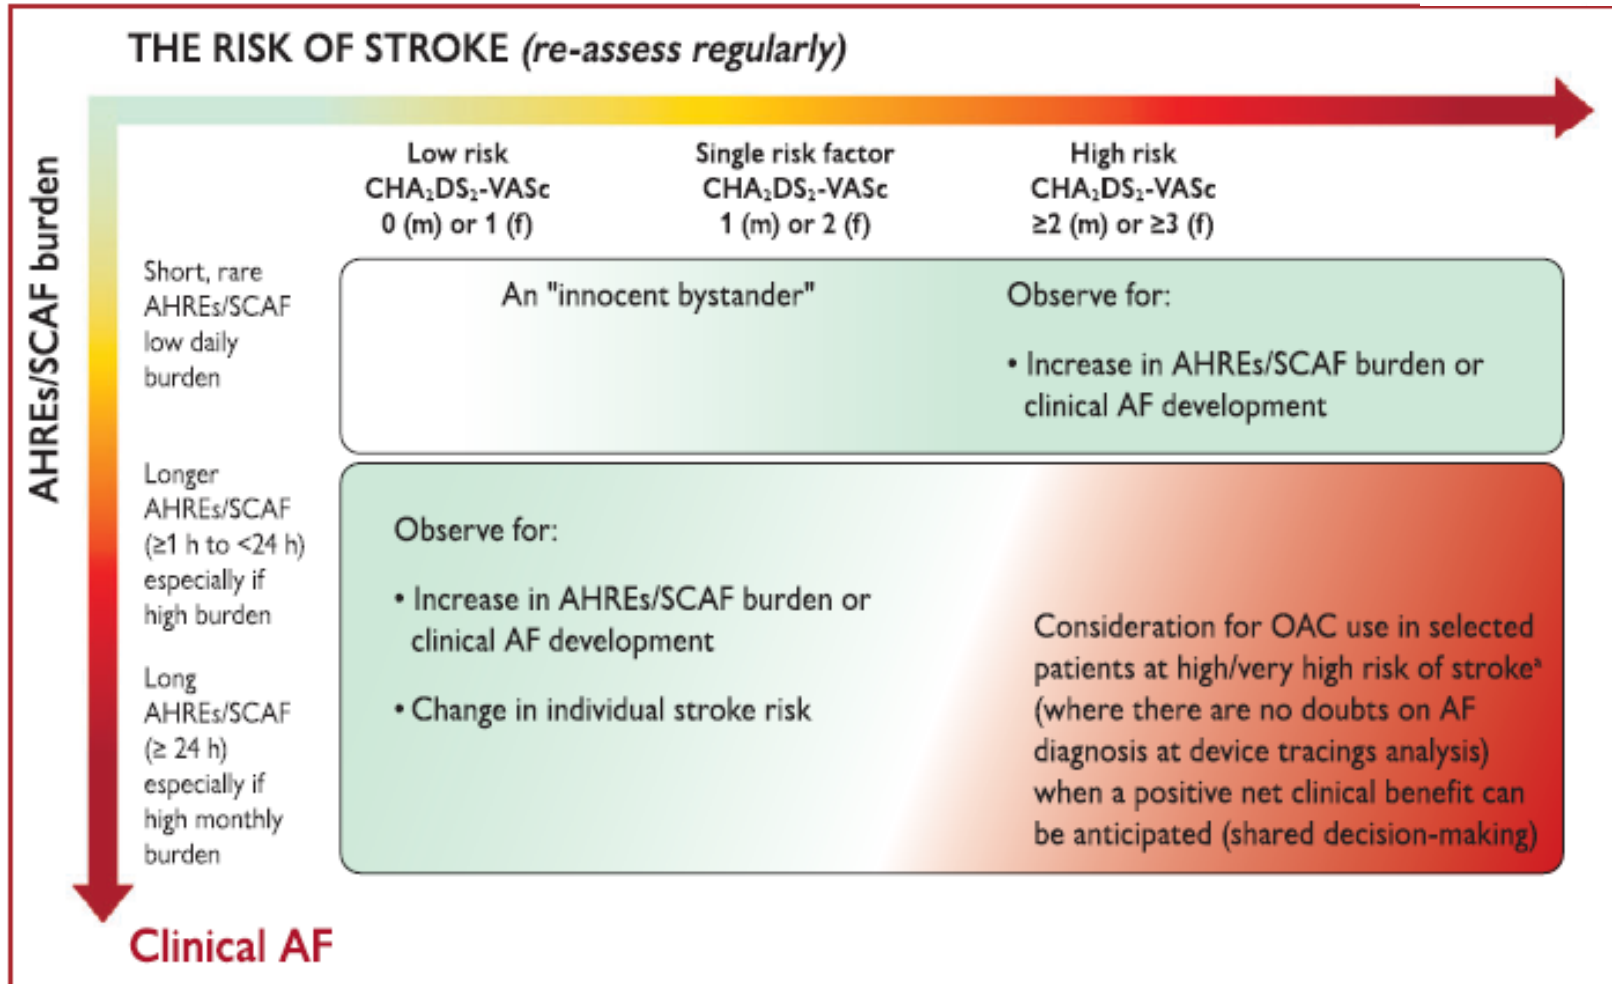 THE RISK OF STROKE (re-assess regularly)
AHREs/SCAF burden
Low risk
CHA₂DS₂-VASc
0 (m) or 1 (f)
Single risk factor
CHA₂DS₂-VASc
1 (m) or 2 (f)
High risk
CHA₂DS₂-VASc
≥2 (m) or ≥3 (f)
Short, rare
AHREs/SCAF
low daily
burden
An "innocent bystander"
Observe for:
• Increase in AHREs/SCAF burden or
clinical AF development
Longer
AHREs/SCAF
(≥1 h to <24 h)
especially if
high burden
Long
AHREs/SCAF
(≥ 24 h)
especially if
high monthly
burden
Observe for:
• Increase in AHREs/SCAF burden or
clinical AF development
• Change in individual stroke risk
Consideration for OAC use in selected
patients at high/very high risk of strokeᵃ
(where there are no doubts on AF
diagnosis at device tracings analysis)
when a positive net clinical benefit can
be anticipated (shared decision-making)
Clinical AF